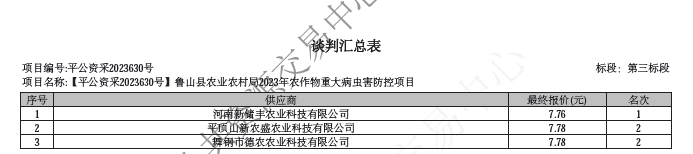 谈判汇总表
项目编号:平公资采2023630号 标段：第三标段
项目名称:【平公资采2023630号】鲁山县农业农村局2023年农作物重大病虫害防控项目
序号 供应商 最终报价(元) 名次
1 河南新储丰农业科技有限公司 7.76 1
2 平顶山新农盛农业科技有限公司 7.78 2
3 舞钢市德农农业科技有限公司 7.78 2